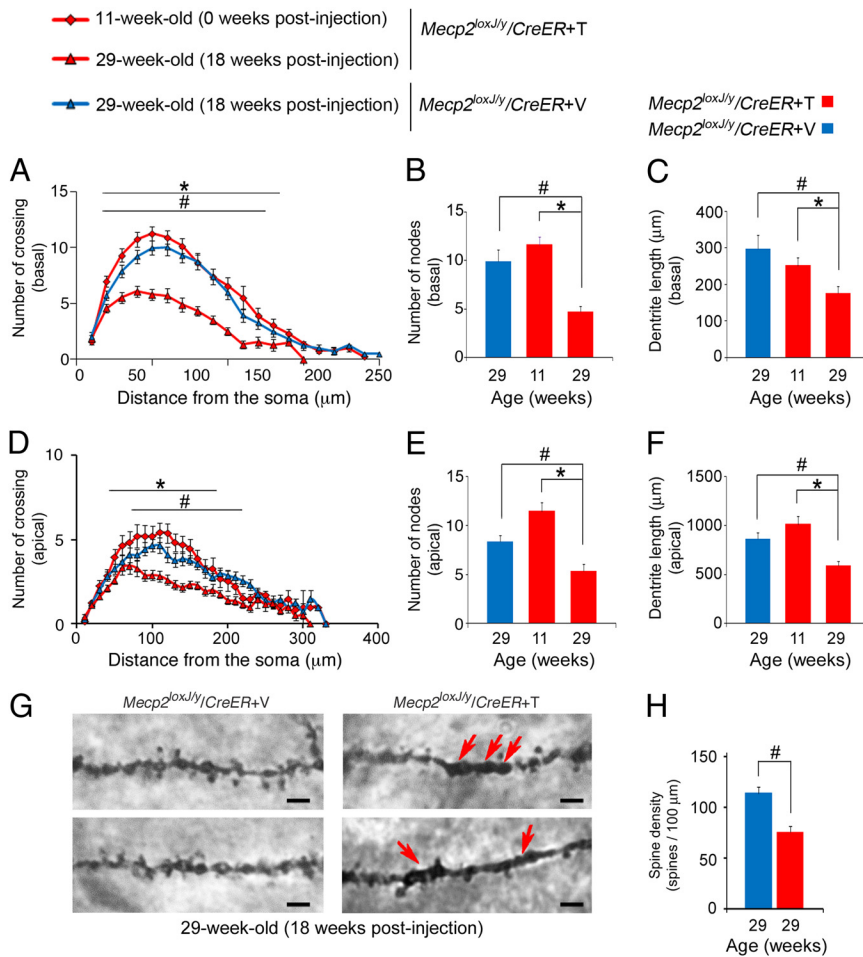 11-week-old (0 weeks post-injection)
29-week-old (18 weeks post-injection)
Mecp2loxJ/y/CreER+T
29-week-old (18 weeks post-injection)
Mecp2loxJ/y/CreER+V
Mecp2loxJ/y/CreER+T
Mecp2loxJ/y/CreER+V
A
Number of crossing
(basal)
15
10
5
0
*
#
0 50 100 150 200 250
Distance from the soma (μm)
B
Number of nodes
(basal)
15
10
5
0
#
*
29 11 29
Age (weeks)
C
Dentrite length (μm)
(basal)
400
300
200
100
0
#
*
29 11 29
Age (weeks)
D
Number of crossing
(apical)
10
5
0
*
#
0 100 200 300 400
Distance from the soma (μm)
E
Number of nodes
(apical)
15
10
5
0
#
*
29 11 29
Age (weeks)
F
Dentrite length (μm)
(apical)
1500
1000
500
0
#
*
29 11 29
Age (weeks)
G
Mecp2loxJ/y/CreER+V
Mecp2loxJ/y/CreER+T
29-week-old (18 weeks post-injection)
H
Spine density
(spines / 100 μm)
150
100
50
0
#
29 29
Age (weeks)